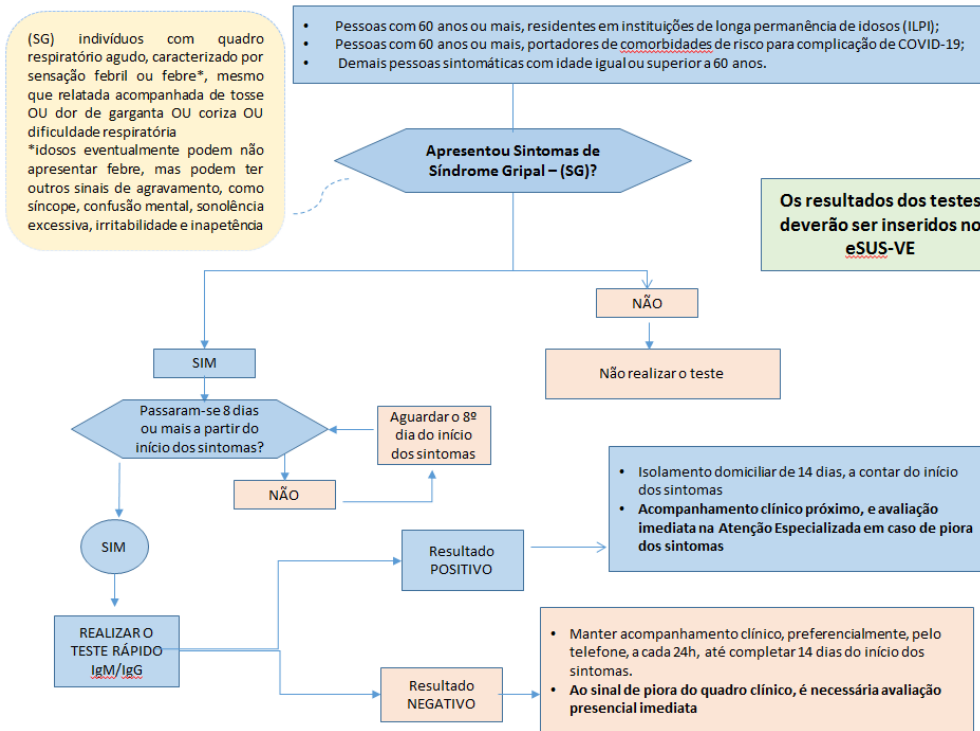 (SG) indivíduos com quadro
respiratório agudo, caracterizado por
sensação febril ou febre*, mesmo
que relatada acompanhada de tosse
OU dor de garganta OU coriza OU
dificuldade respiratória
*idosos eventualmente podem não
apresentar febre, mas podem ter
outros sinais de agravamento, como
síncope, confusão mental, sonolência
excessiva, irritabilidade e inapetência
• Pessoas com 60 anos ou mais, residentes em instituições de longa permanência de idosos (ILPI);
• Pessoas com 60 anos ou mais, portadores de comorbidades de risco para complicação de COVID-19;
• Demais pessoas sintomáticas com idade igual ou superior a 60 anos.
Apresentou Sintomas de
Síndrome Gripal – (SG)?
Os resultados dos testes
deverão ser inseridos no
eSUS-VE
NÃO
Não realizar o teste
SIM
Passaram-se 8 dias
ou mais a partir do
início dos sintomas?
Aguardar o 8º
dia do início
dos sintomas
NÃO
SIM
REALIZAR O
TESTE RÁPIDO
IgM/IgG
Resultado
POSITIVO
• Isolamento domiciliar de 14 dias, a contar do início
dos sintomas
• Acompanhamento clínico próximo, e avaliação
imediata na Atenção Especializada em caso de piora
dos sintomas
Resultado
NEGATIVO
• Manter acompanhamento clínico, preferencialmente, pelo
telefone, a cada 24h, até completar 14 dias do início dos
sintomas.
• Ao sinal de piora do quadro clínico, é necessária avaliação
presencial imediata